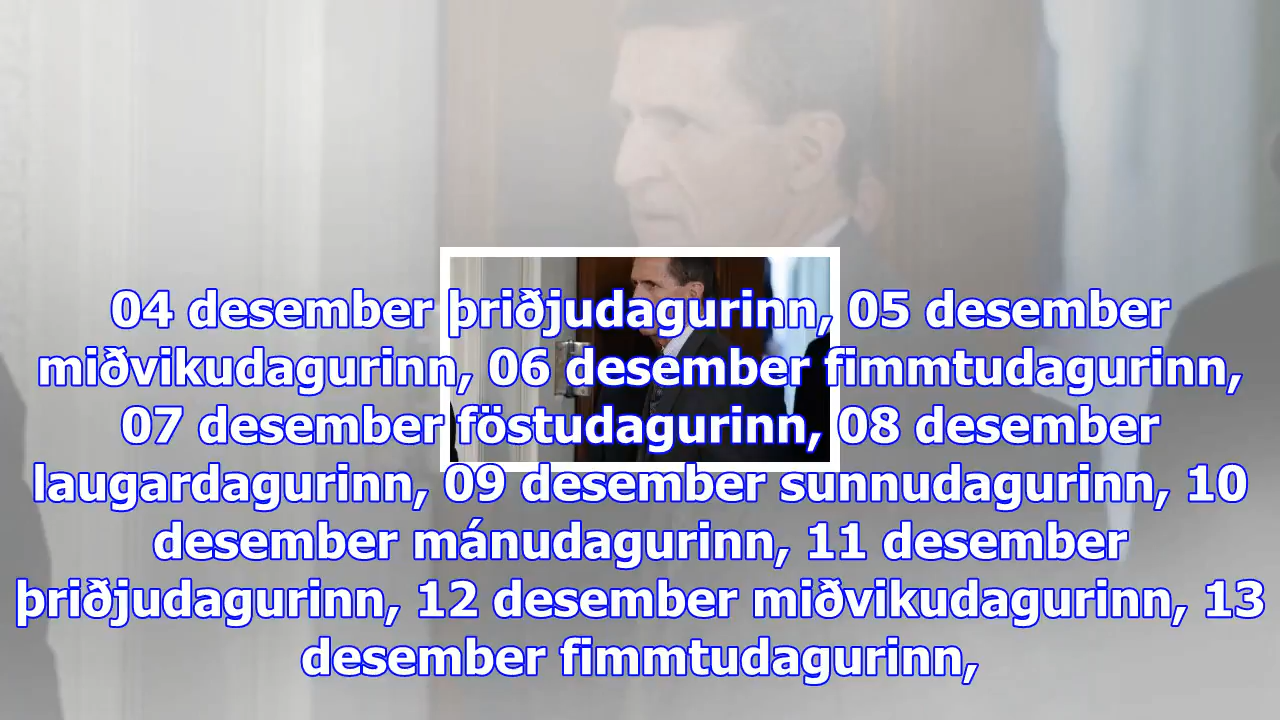 04 desember þriðjudagurinn, 05 desember
miðvikudagurinn, 06 desember fimmtudagurinn,
07 desember föstudagurinn, 08 desember
laugardagurinn, 09 desember sunnudagurinn, 10
desember mánudagurinn, 11 desember
þriðjudagurinn, 12 desember miðvikudagurinn, 13
desember fimmtudagurinn,